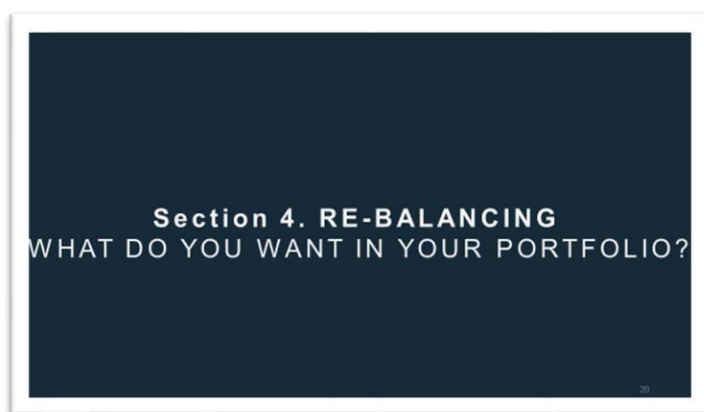 Section 4. RE-BALANCING
WHAT DO YOU WANT IN YOUR PORTFOLIO?
20